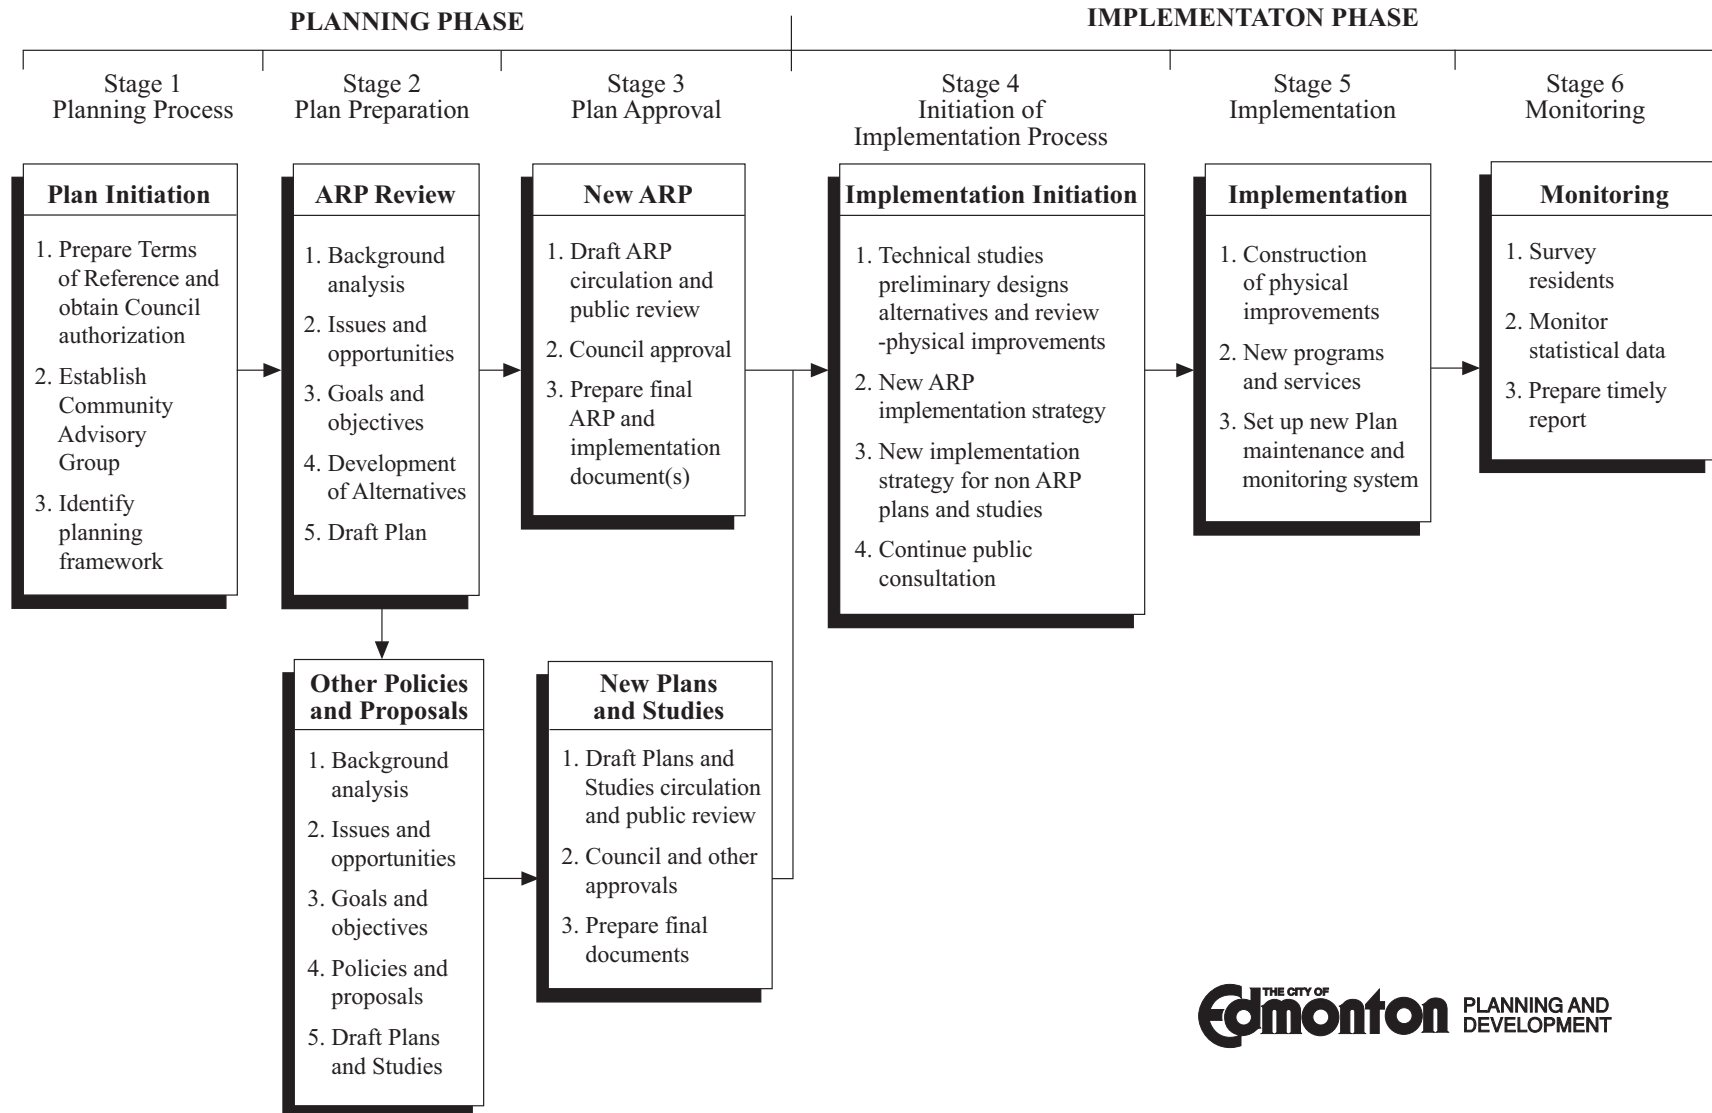 PLANNING PHASE
IMPLEMENTATON PHASE
Stage 1
Planning Process
Stage 2
Plan Preparation
Stage 3
Plan Approval
Stage 4
Initiation of
Implementation Process
Stage 5
Implementation
Stage 6
Monitoring
Plan Initiation
1. Prepare Terms
of Reference and
obtain Council
authorization
2. Establish
Community
Advisory
Group
3. Identify
planning
framework
ARP Review
1. Background
analysis
2. Issues and
opportunities
3. Goals and
objectives
4. Development
of Alternatives
5. Draft Plan
New ARP
1. Draft ARP
circulation and
public review
2. Council approval
3. Prepare final
ARP and
implementation
document(s)
Implementation Initiation
1. Technical studies
preliminary designs
alternatives and review
-physical improvements
2. New ARP
implementation strategy
3. New implementation
strategy for non ARP
plans and studies
4. Continue public
consultation
Implementation
1. Construction
of physical
improvements
2. New programs
and services
3. Set up new Plan
maintenance and
monitoring system
Monitoring
1. Survey
residents
2. Monitor
statistical data
3. Prepare timely
report
Other Policies
and Proposals
1. Background
analysis
2. Issues and
opportunities
3. Goals and
objectives
4. Policies and
proposals
5. Draft Plans
and Studies
New Plans
and Studies
1. Draft Plans and
Studies circulation
and public review
2. Council and other
approvals
3. Prepare final
documents
THE CITY OF
Edmonton
PLANNING AND
DEVELOPMENT